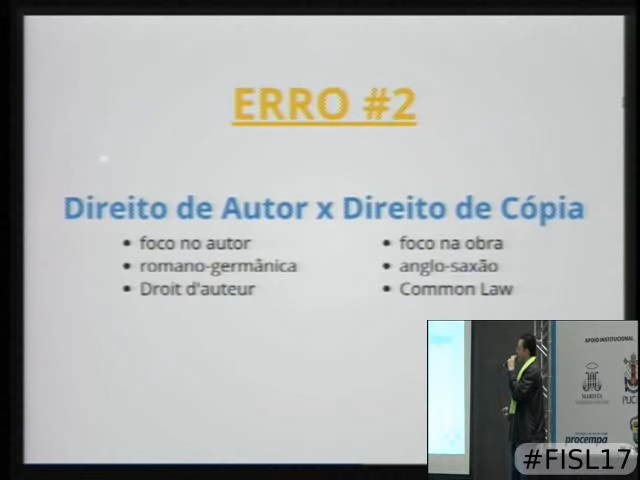 ERRO #2
Direito de Autor x Direito de Cópia
• foco no autor
• romano-germânica
• Droit d'auteur
• foco na obra
• anglo-saxão
• Common Law
APOIO INSTITUCIONAL
MARISTA
PUC
procempa
#FISL17